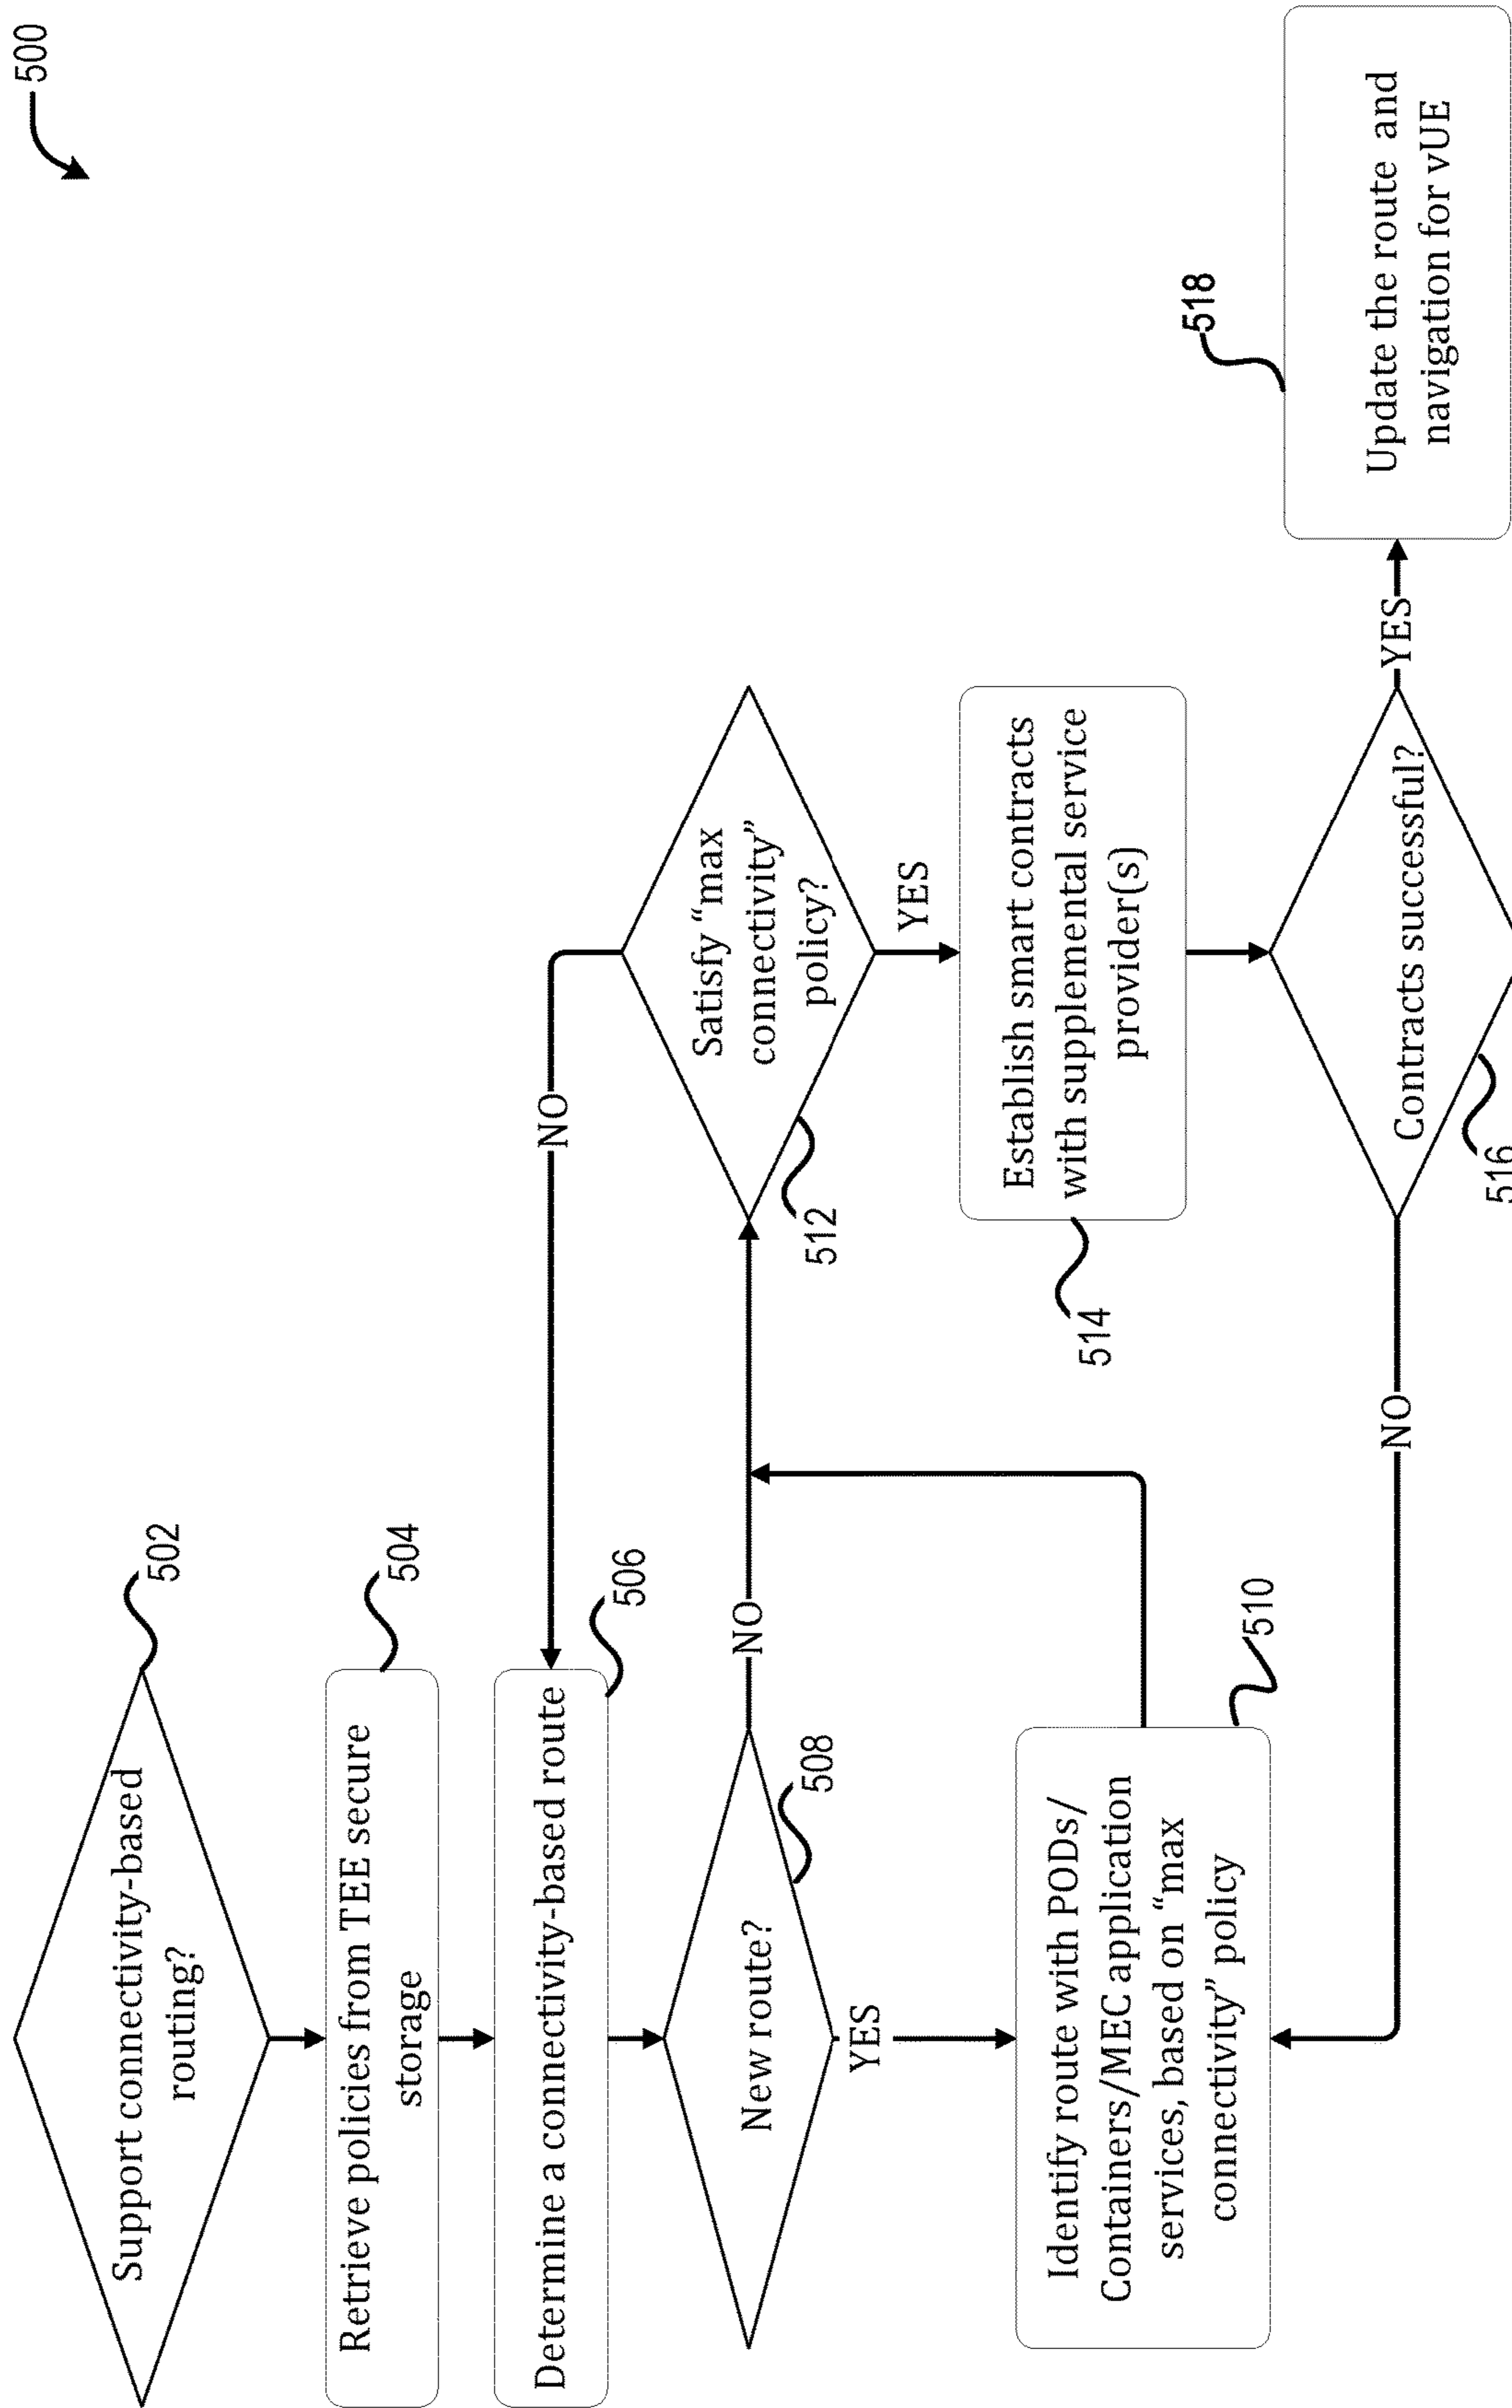 500
Support connectivity-based
routing?
502
Retrieve policies from TEE secure
storage
504
Determine a connectivity-based route
506
New route?
508
NO
YES
Identify route with PODs/
Containers/MEC application
services, based on “max
connectivity” policy
510
NO
Satisfy “max
connectivity”
policy?
512
YES
Establish smart contracts
with supplemental service
provider(s)
514
Contracts successful?
516
NO
YES
Update the route and
navigation for vUE
518